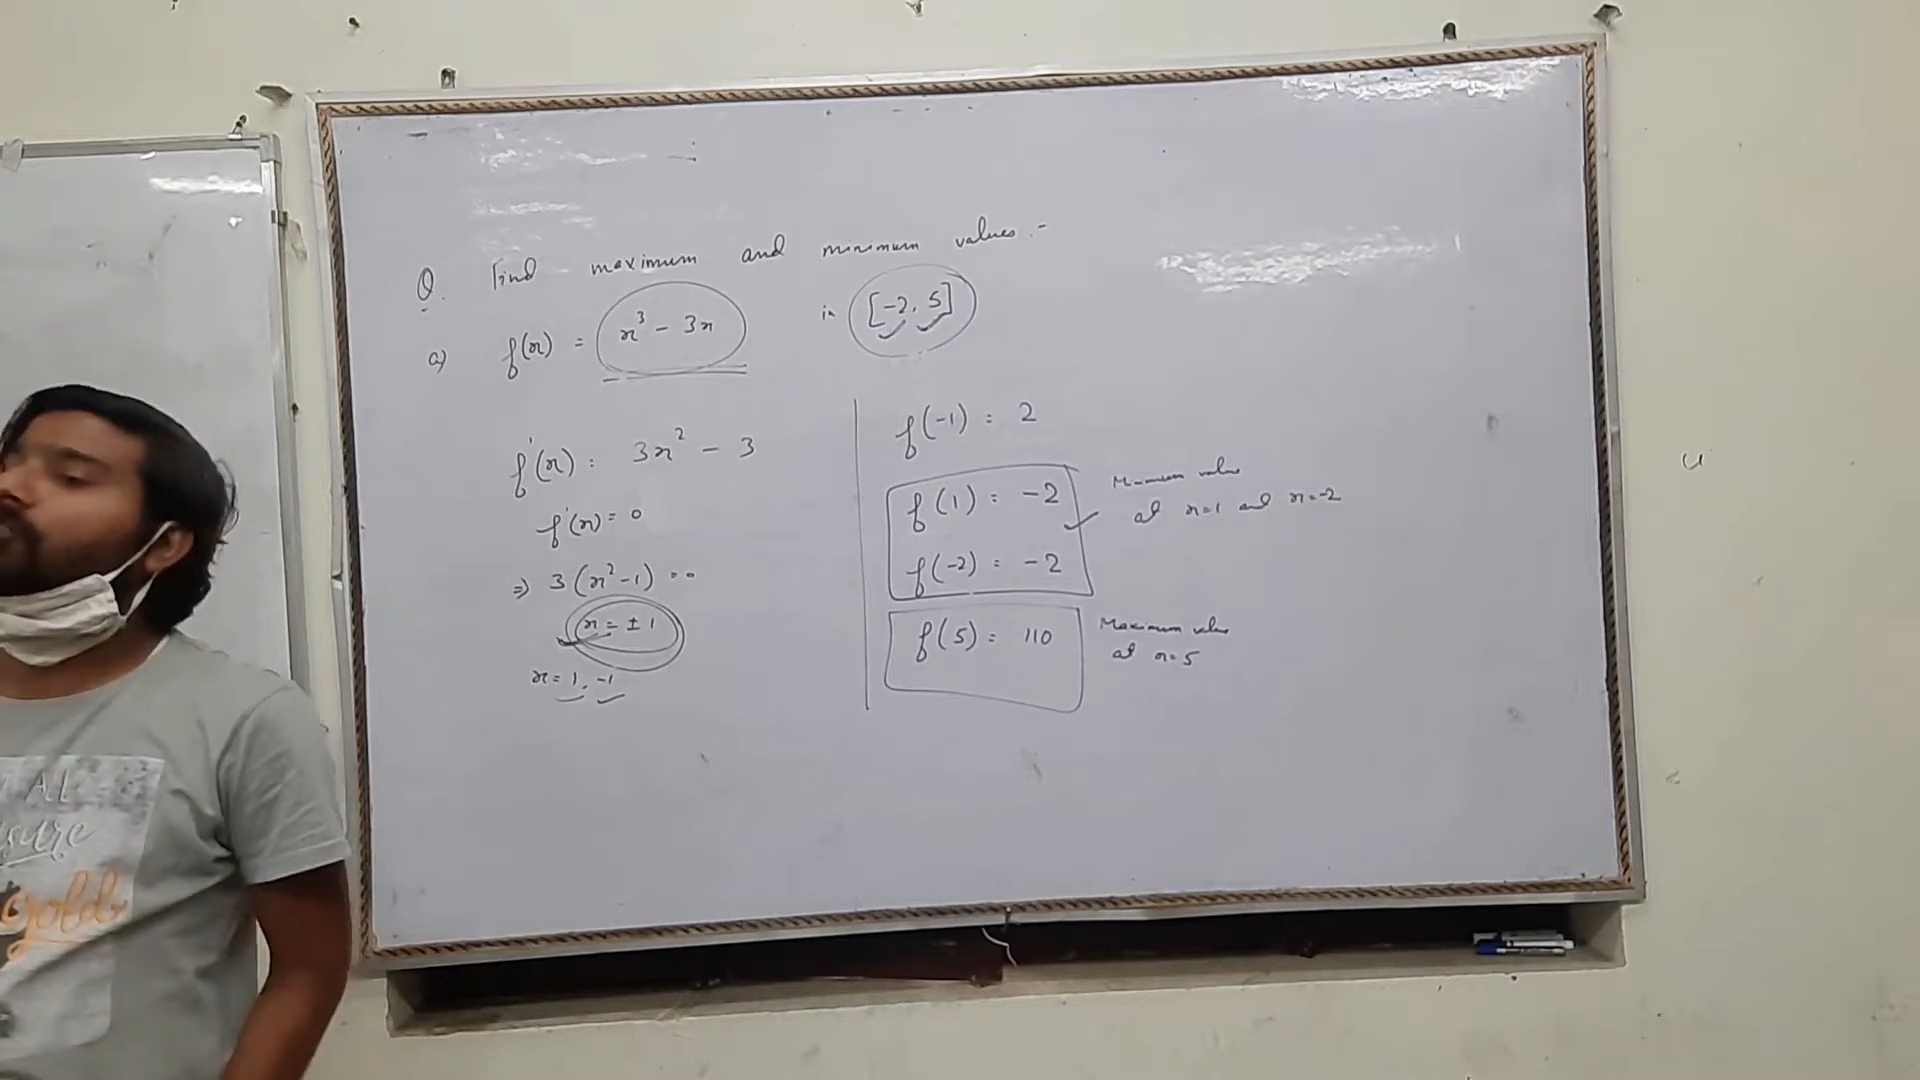 Q. Find maximum and minimum values :-
a) f(x) = x³ - 3x in [-2, 5]
f'(x) = 3x² - 3
f'(x) = 0
⇒ 3(x² - 1) = 0
x = ± 1
x = 1, -1
f(-1) = 2
f(1) = -2
f(-2) = -2
Minimum value
at x=1 and x=-2
f(5) = 110
Maximum value
at x=5
AL
gold